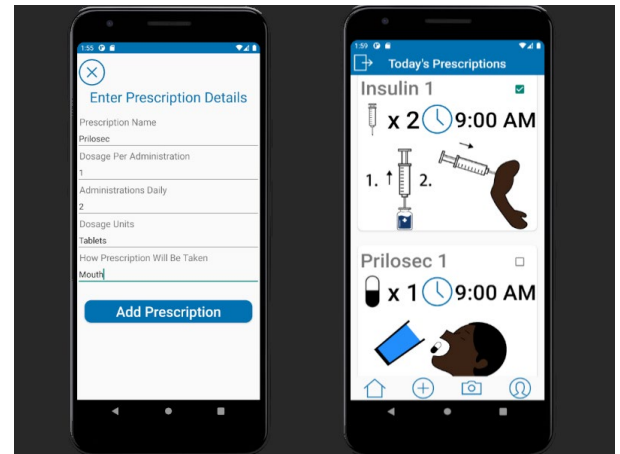 1:55
Enter Prescription Details
Prescription Name
Prilosec
Dosage Per Administration
1
Administrations Daily
2
Dosage Units
Tablets
How Prescription Will Be Taken
Mouth
Add Prescription
1:59
Today's Prescriptions
Insulin 1
x 2 9:00 AM
1. 2.
Prilosec 1
x 1 9:00 AM